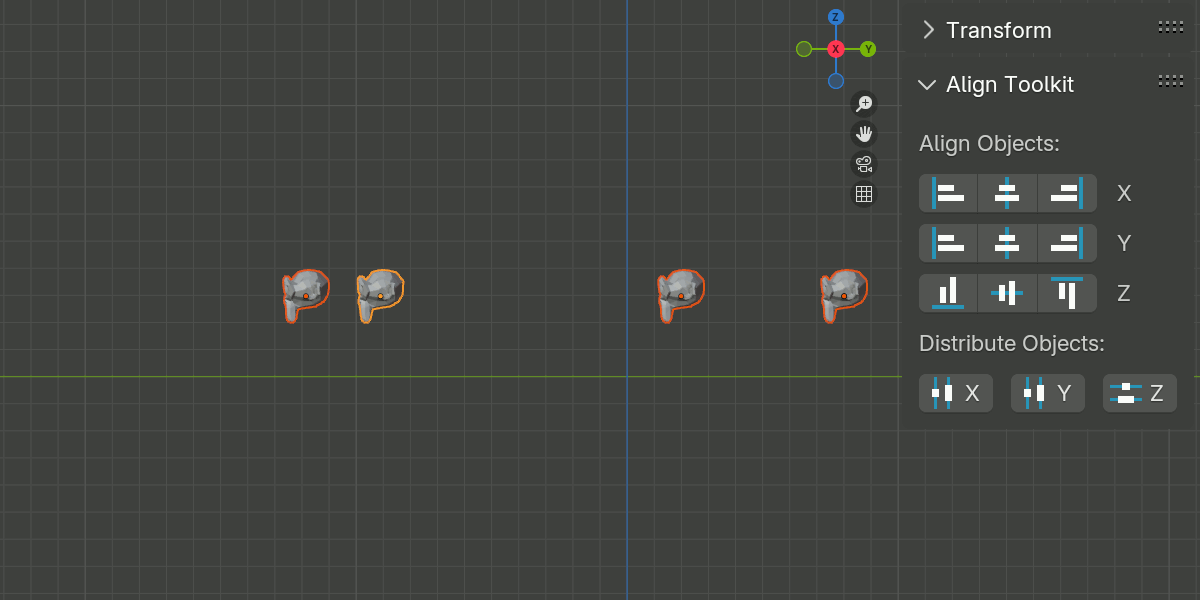 Z
X Y
Transform
Align Toolkit
Align Objects:
X
Y
Z
Distribute Objects:
X Y Z